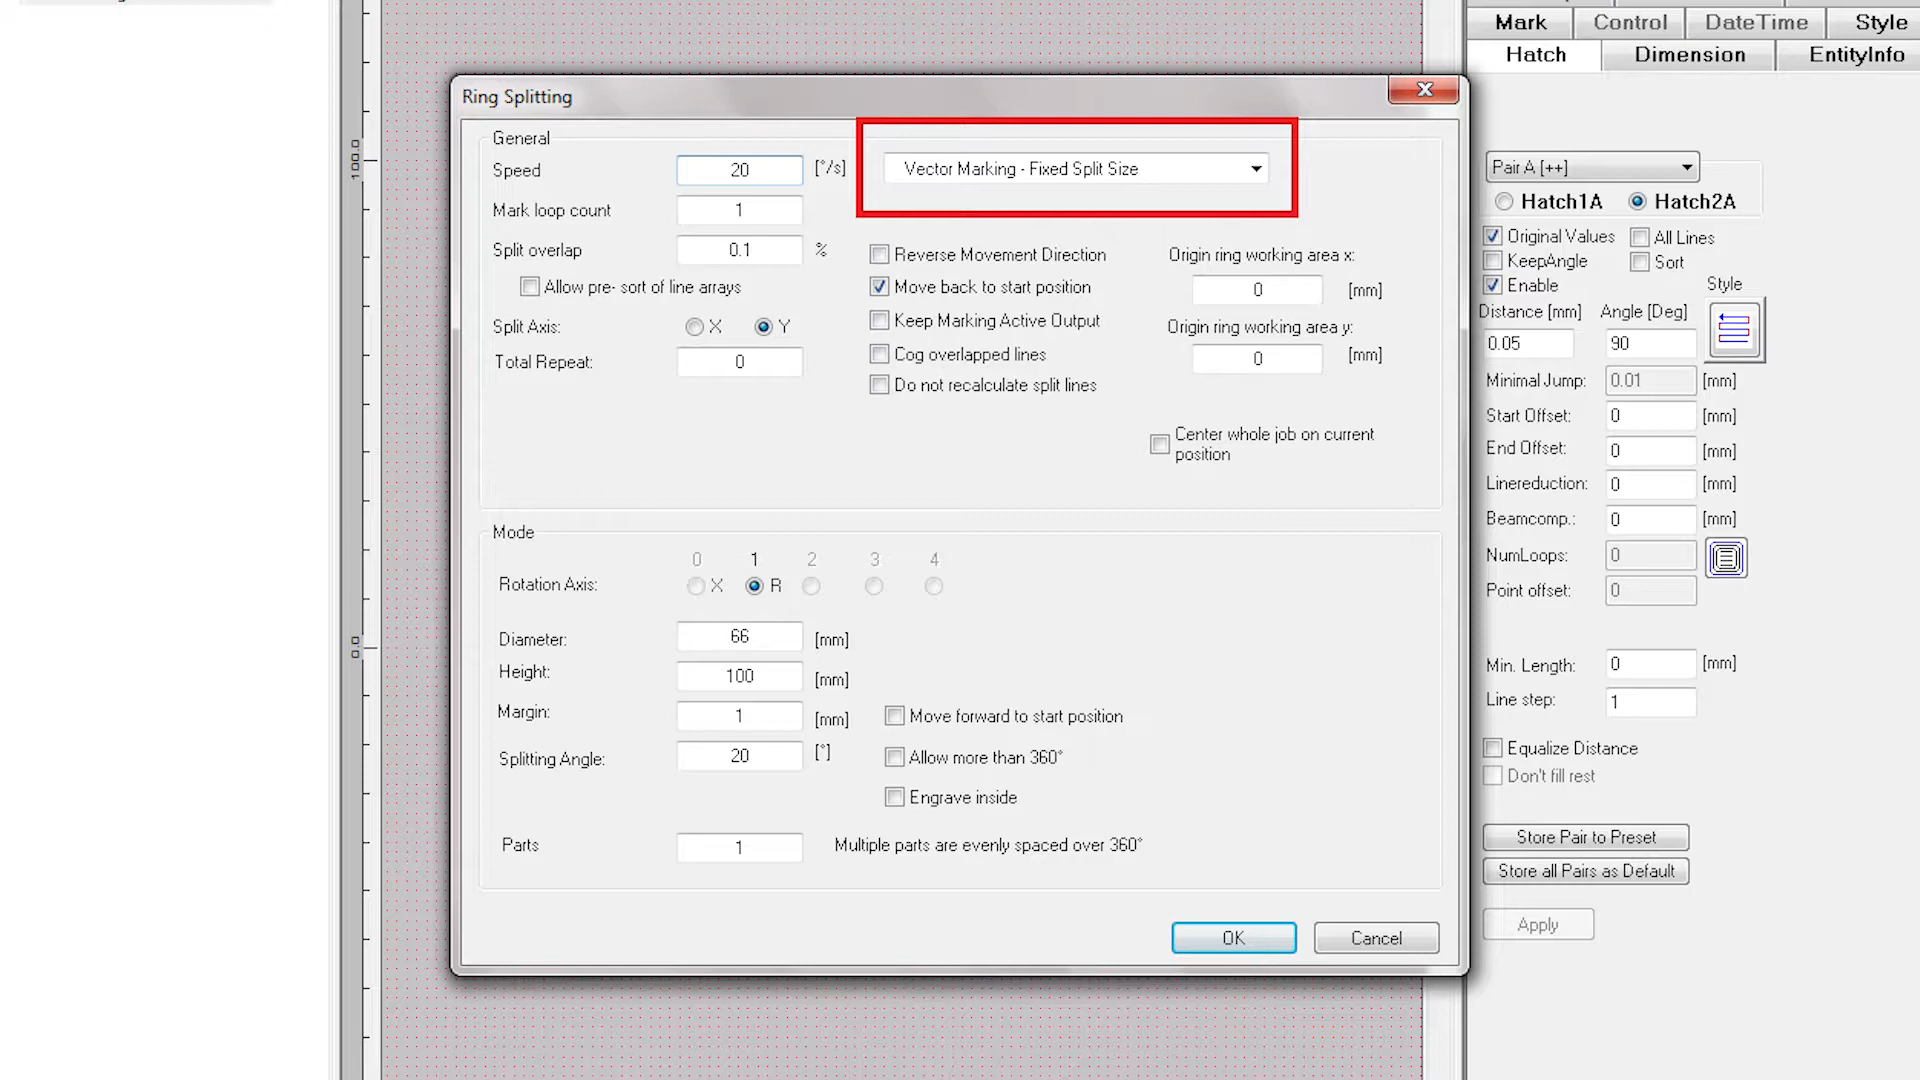 Mark Control DateTime Style
Hatch Dimension EntityInfo
Ring Splitting
General
Speed 20 [°/s] Vector Marking - Fixed Split Size
Mark loop count 1
Split overlap 0.1 %
Allow pre- sort of line arrays
Split Axis: X Y
Total Repeat: 0
Reverse Movement Direction
Move back to start position
Keep Marking Active Output
Cog overlapped lines
Do not recalculate split lines
Origin ring working area x:
0 [mm]
Origin ring working area y:
0 [mm]
Center whole job on current
position
Mode
0 1 2 3 4
Rotation Axis: X R
Diameter: 66 [mm]
Height: 100 [mm]
Margin: 1 [mm] Move forward to start position
Splitting Angle: 20 [°] Allow more than 360°
Engrave inside
Parts 1 Multiple parts are evenly spaced over 360°
OK Cancel
100.0
0.0
Pair A [++]
Hatch1A Hatch2A
Original Values All Lines
KeepAngle Sort
Enable Style
Distance [mm] Angle [Deg]
0.05 90
Minimal Jump: 0.01 [mm]
Start Offset: 0 [mm]
End Offset: 0 [mm]
Linereduction: 0 [mm]
Beamcomp.: 0 [mm]
NumLoops: 0
Point offset: 0
Min. Length: 0 [mm]
Line step: 1
Equalize Distance
Don't fill rest
Store Pair to Preset
Store all Pairs as Default
Apply